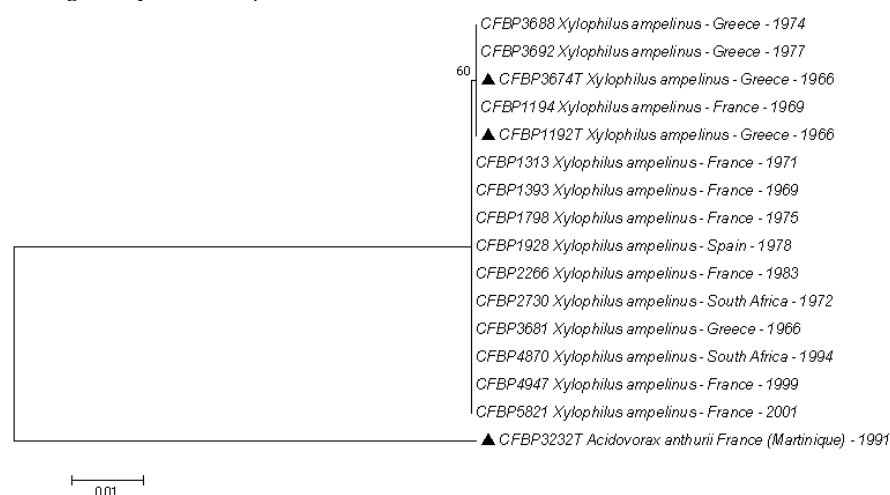 CFBP3688 Xylophilus ampelinus - Greece - 1974
CFBP3692 Xylophilus ampelinus - Greece - 1977
60
CFBP3674T Xylophilus ampelinus - Greece - 1966
CFBP1194 Xylophilus ampelinus - France - 1969
CFBP1192T Xylophilus ampelinus - Greece - 1966
CFBP1313 Xylophilus ampelinus - France - 1971
CFBP1393 Xylophilus ampelinus - France - 1969
CFBP1798 Xylophilus ampelinus - France - 1975
CFBP1928 Xylophilus ampelinus - Spain - 1978
CFBP2266 Xylophilus ampelinus - France - 1983
CFBP2730 Xylophilus ampelinus - South Africa - 1972
CFBP3681 Xylophilus ampelinus - Greece - 1966
CFBP4870 Xylophilus ampelinus - South Africa - 1994
CFBP4947 Xylophilus ampelinus - France - 1999
CFBP5821 Xylophilus ampelinus - France - 2001
CFBP3232T Acidovorax anthurii France (Martinique) - 1991
0.01